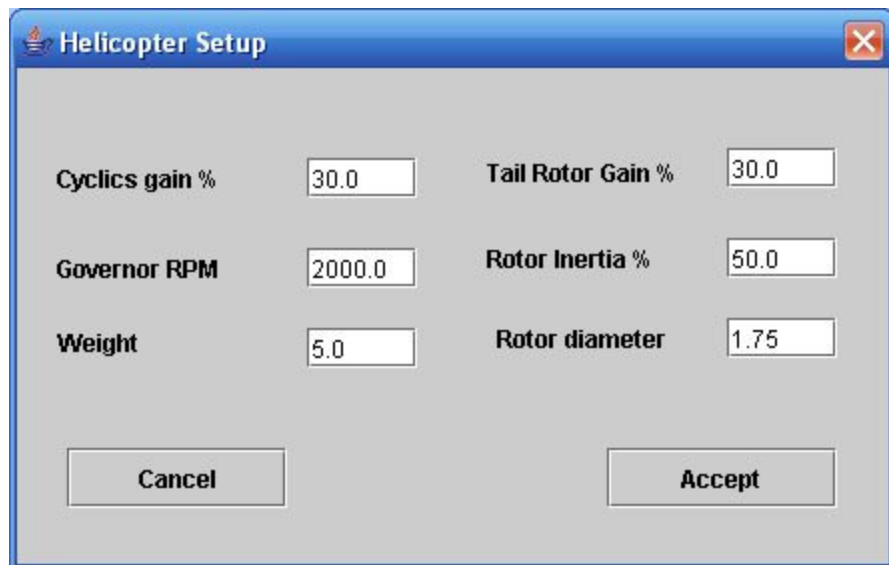 Helicopter Setup
Cyclics gain % 30.0 Tail Rotor Gain % 30.0
Governor RPM 2000.0 Rotor Inertia % 50.0
Weight 5.0 Rotor diameter 1.75
Cancel Accept